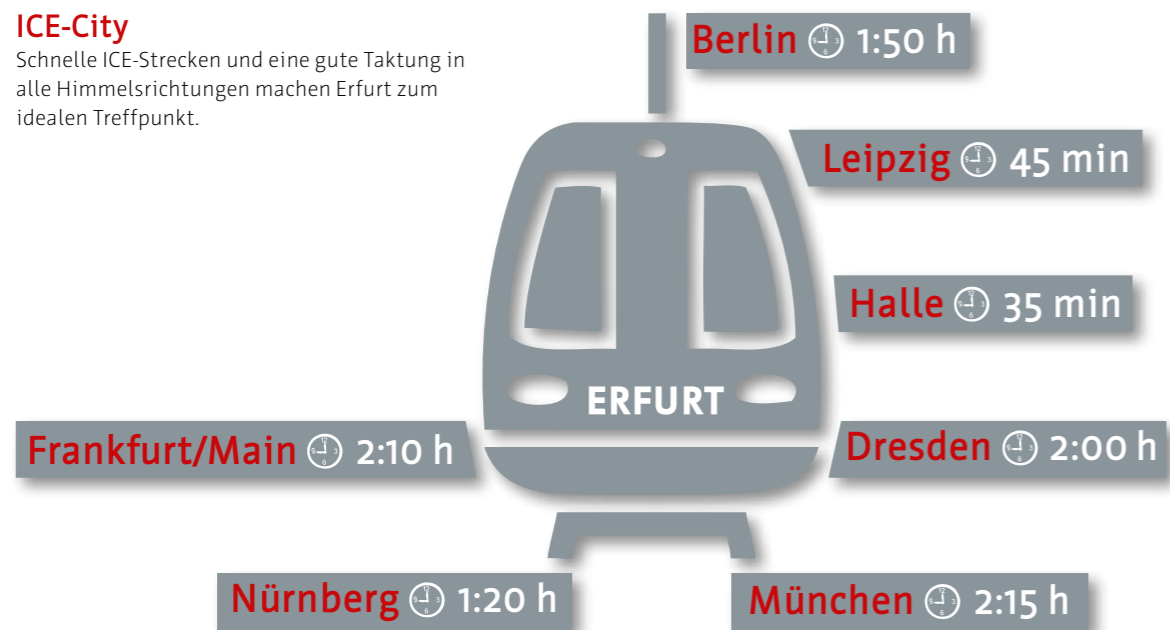 ICE-City
Schnelle ICE-Strecken und eine gute Taktung in
alle Himmelsrichtungen machen Erfurt zum
idealen Treffpunkt.
Berlin 1:50 h
Leipzig 45 min
Halle 35 min
ERFURT
Frankfurt/Main 2:10 h
Dresden 2:00 h
Nürnberg 1:20 h
München 2:15 h